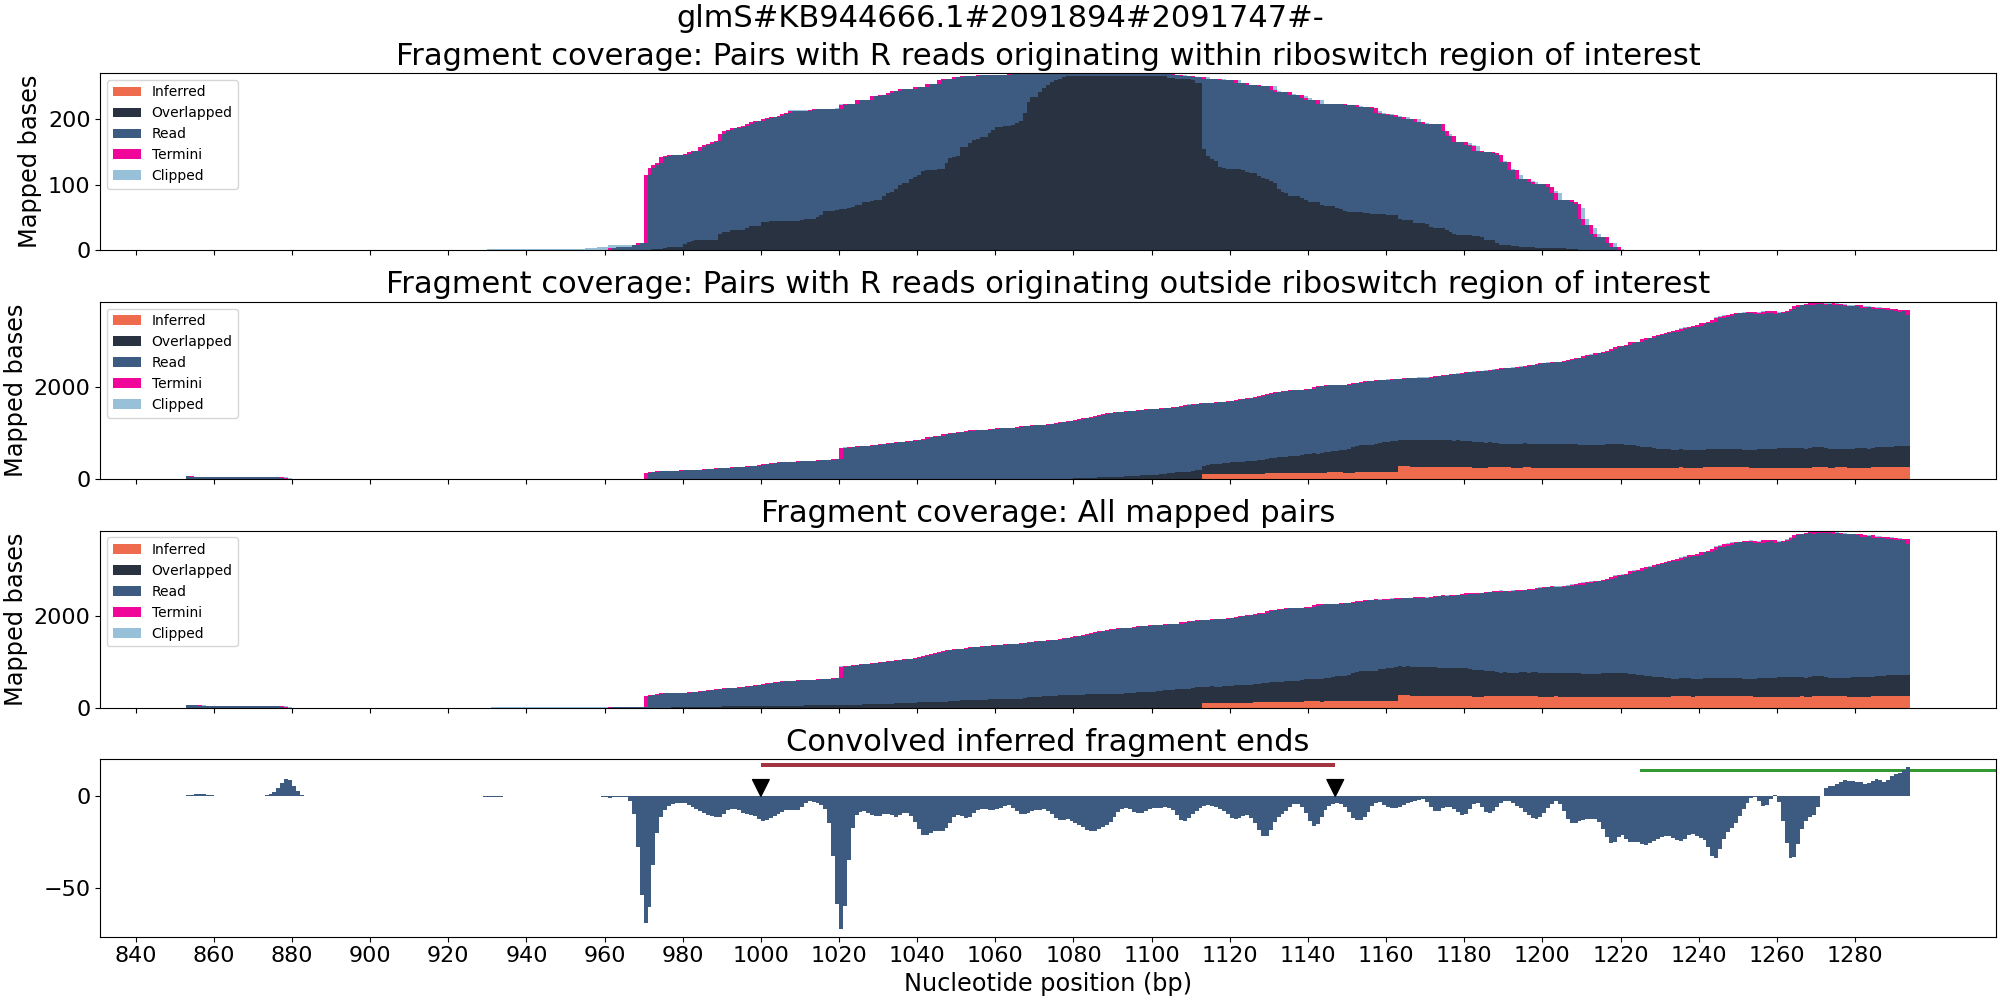 glmS#KB944666.1#2091894#2091747#-
Fragment coverage: Pairs with R reads originating within riboswitch region of interest
Mapped bases
200
100
0
Inferred
Overlapped
Read
Termini
Clipped
Fragment coverage: Pairs with R reads originating outside riboswitch region of interest
Mapped bases
2000
0
Inferred
Overlapped
Read
Termini
Clipped
Fragment coverage: All mapped pairs
Mapped bases
2000
0
Inferred
Overlapped
Read
Termini
Clipped
Convolved inferred fragment ends
0
−50
840 860 880 900 920 940 960 980 1000 1020 1040 1060 1080 1100 1120 1140 1160 1180 1200 1220 1240 1260 1280
Nucleotide position (bp)